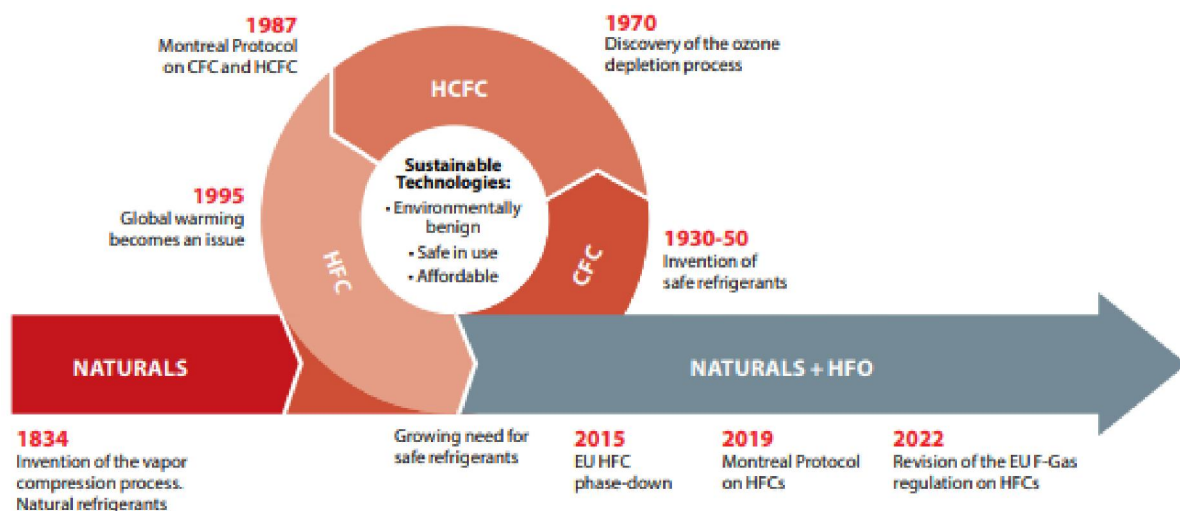 1987
Montreal Protocol
on CFC and HCFC
1970
Discovery of the ozone
depletion process
HCFC
Sustainable
Technologies:
• Environmentally
benign
• Safe in use
• Affordable
1995
Global warming
becomes an issue
HFC
CFC
1930-50
Invention of
safe refrigerants
NATURALS
NATURALS + HFO
1834
Invention of the vapor
compression process.
Natural refrigerants
Growing need for
safe refrigerants
2015
EU HFC
phase-down
2019
Montreal Protocol
on HFCs
2022
Revision of the EU F-Gas
regulation on HFCs